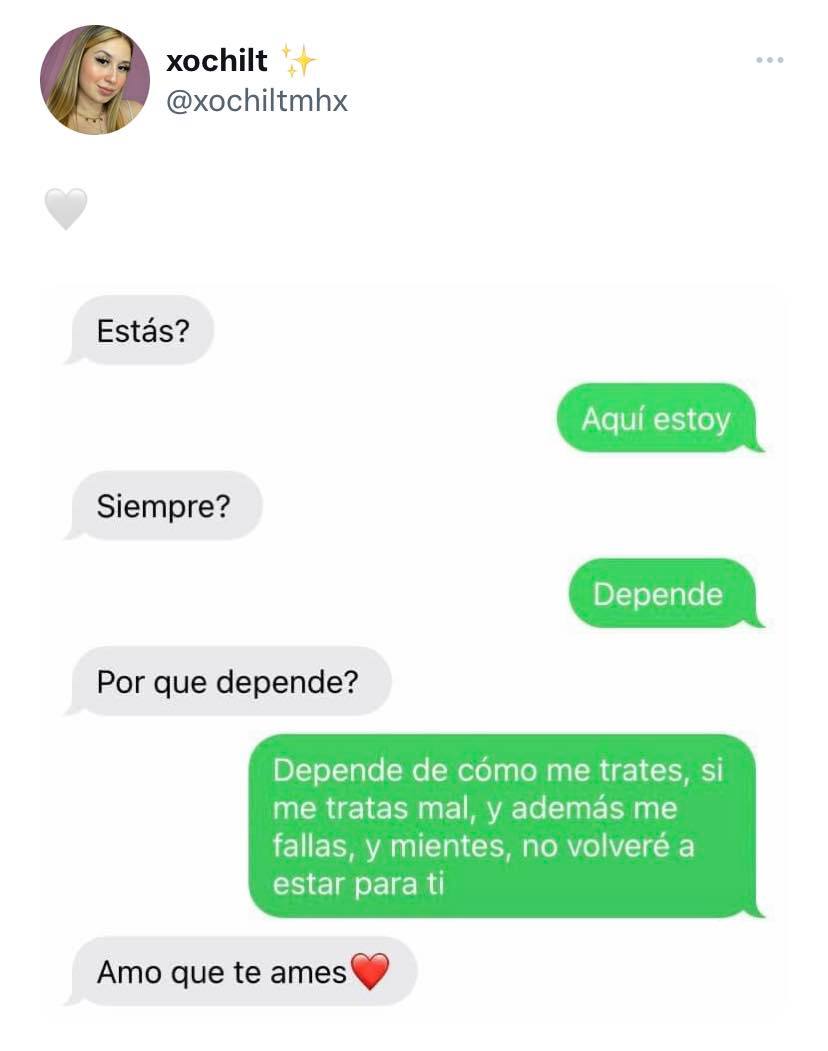 xochilt ✨
@xochiltmhx
🤍
Estás?
Aquí estoy
Siempre?
Depende
Por que depende?
Depende de cómo me trates, si
me tratas mal, y además me
fallas, y mientes, no volveré a
estar para ti
Amo que te ames❤️